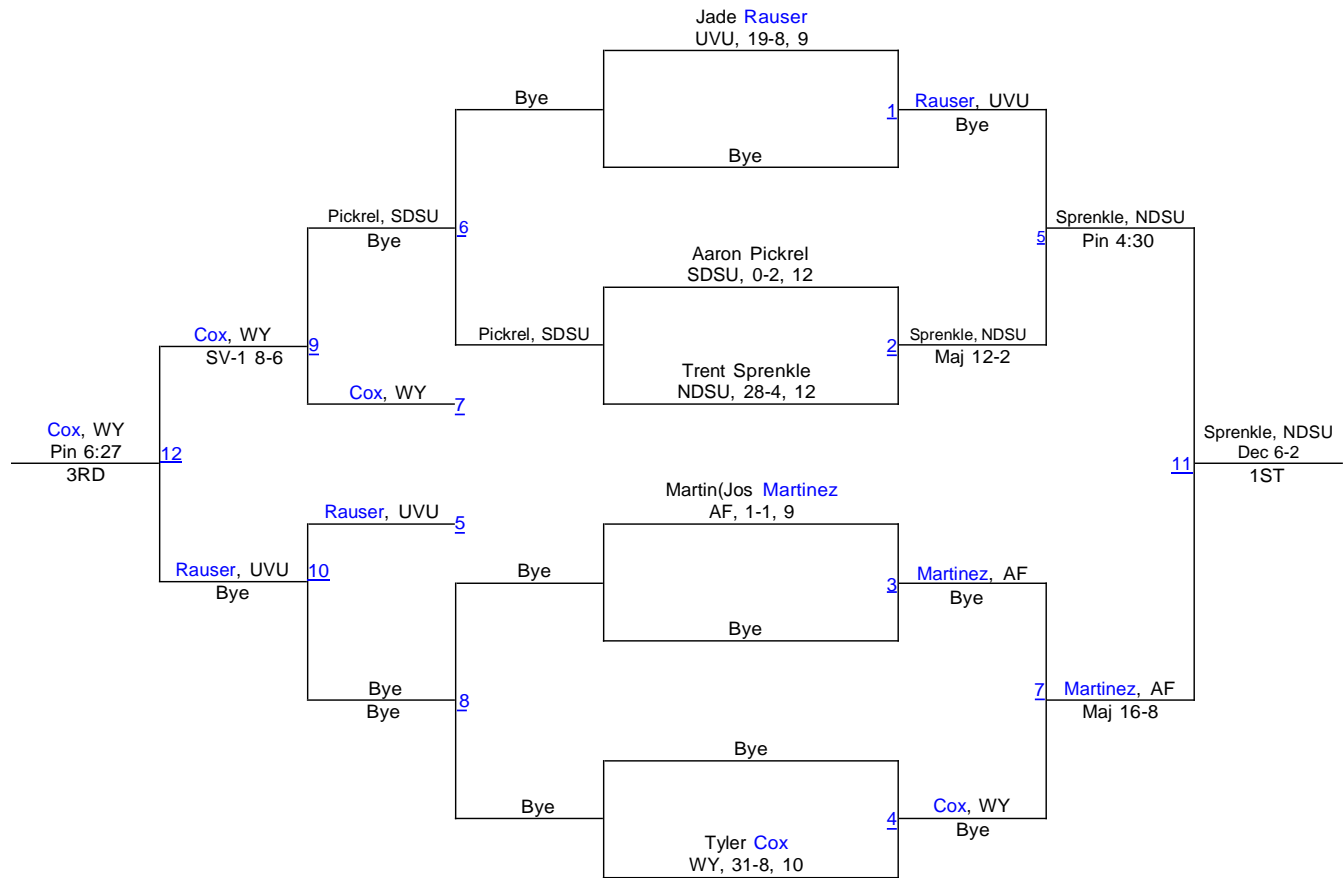 Jade Rauser
UVU, 19-8, 9
Bye
1
Rauser, UVU
Bye
Bye
Pickrel, SDSU
Bye
6
Sprenkle, NDSU
Pin 4:30
5
Aaron Pickrel
SDSU, 0-2, 12
Pickrel, SDSU
2
Sprenkle, NDSU
Maj 12-2
Cox, WY
SV-1 8-6
9
Trent Sprenkle
NDSU, 28-4, 12
Cox, WY
7
Cox, WY
Pin 6:27
3RD
12
Sprenkle, NDSU
Dec 6-2
1ST
11
Martin(Jos Martinez
AF, 1-1, 9
Rauser, UVU
5
Rauser, UVU
Bye
10
Bye
3
Martinez, AF
Bye
Bye
Bye
Bye
8
7
Martinez, AF
Maj 16-8
Bye
Bye
4
Cox, WY
Bye
Tyler Cox
WY, 31-8, 10